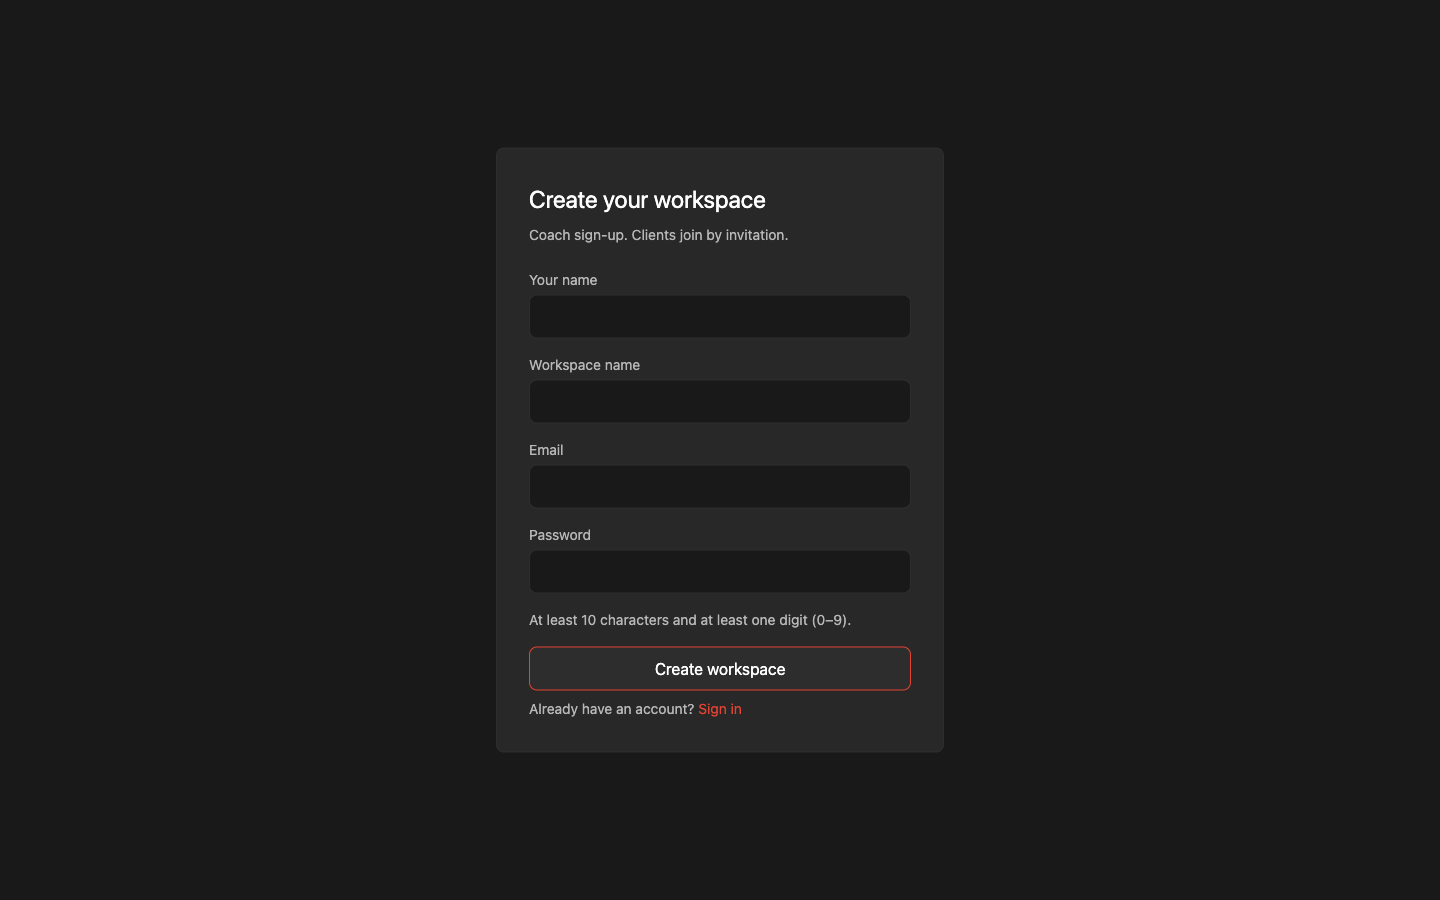 Create your workspace
Coach sign-up. Clients join by invitation.
Your name
Workspace name
Email
Password
At least 10 characters and at least one digit (0–9).
Create workspace
Already have an account? Sign in